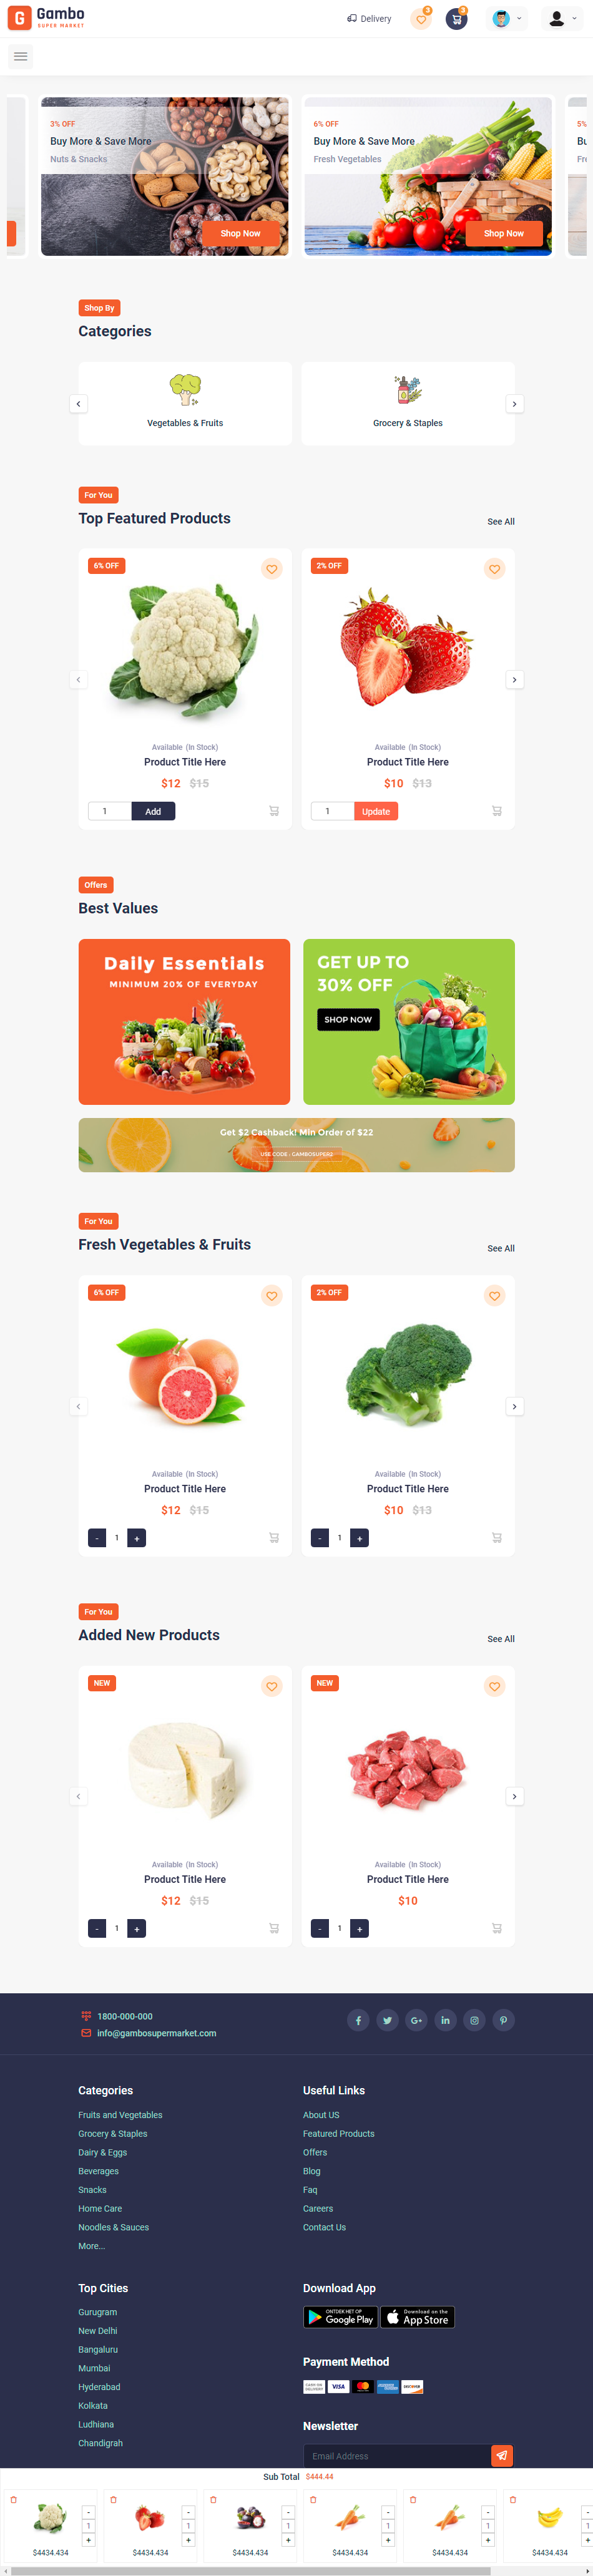 Gambo
SUPER MARKET
Delivery
3
3
3% OFF
Buy More & Save More
Nuts & Snacks
Shop Now
6% OFF
Buy More & Save More
Fresh Vegetables
Shop Now
5%
Shop By
Categories
Vegetables & Fruits
Grocery & Staples
For You
Top Featured Products
See All
6% OFF
2% OFF
Available (In Stock)
Available (In Stock)
Product Title Here
Product Title Here
$12 $15
$10 $13
1 Add
1 Update
Offers
Best Values
Daily Essentials
MINIMUM 20% OF EVERYDAY
GET UP TO
30% OFF
SHOP NOW
Get $2 Cashback! Min Order of $22
USE CODE : GAMBOSUPER2
For You
Fresh Vegetables & Fruits
See All
6% OFF
2% OFF
Available (In Stock)
Available (In Stock)
Product Title Here
Product Title Here
$12 $15
$10 $13
- 1 +
- 1 +
For You
Added New Products
See All
NEW
NEW
Available (In Stock)
Available (In Stock)
Product Title Here
Product Title Here
$12 $15
$10
- 1 +
- 1 +
1800-000-000
info@gambosupermarket.com
Categories
Fruits and Vegetables
Grocery & Staples
Dairy & Eggs
Beverages
Snacks
Home Care
Noodles & Sauces
More...
Useful Links
About US
Featured Products
Offers
Blog
Faq
Careers
Contact Us
Top Cities
Gurugram
New Delhi
Bangaluru
Mumbai
Hyderabad
Kolkata
Ludhiana
Chandigrah
Download App
ONTDEK HET OP
Google Play
Download on the
App Store
Payment Method
VISA
Newsletter
Email Address
Sub Total $444.44
- 1 +
- 1 +
- 1 +
- 1 +
- 1 +
- 1 +
$4434.434
$4434.434
$4434.434
$4434.434
$4434.434
$4434.434